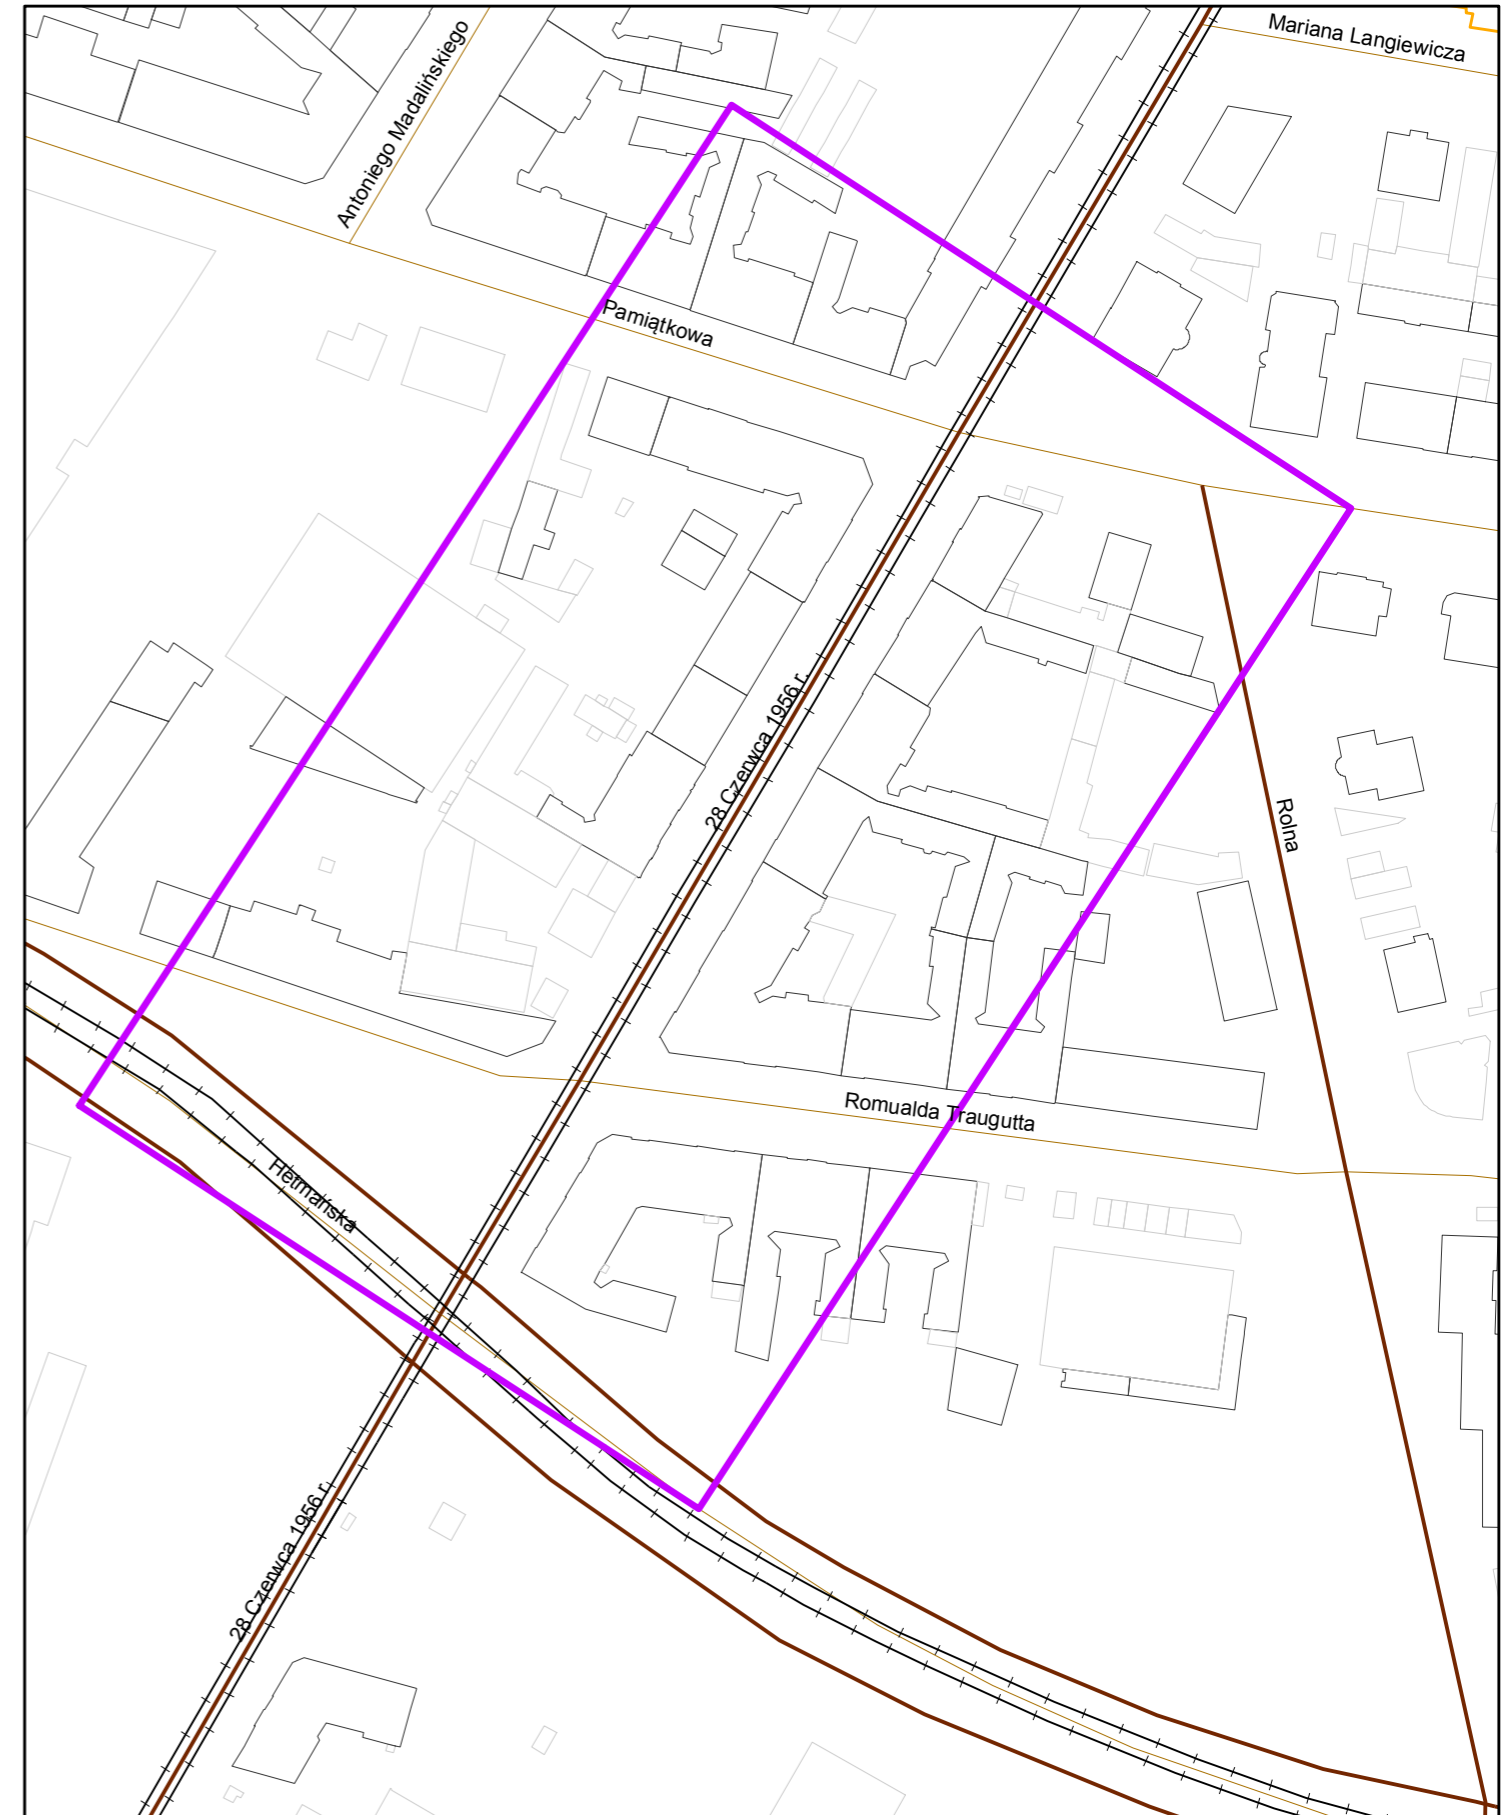 Mariana Langiewicza
Antoniego Madalińskiego
Pamiątkowa
28 Czerwca 1956 r.
Rolna
Romualda Traugutta
Hetmańska
28 Czerwca 1956 r.